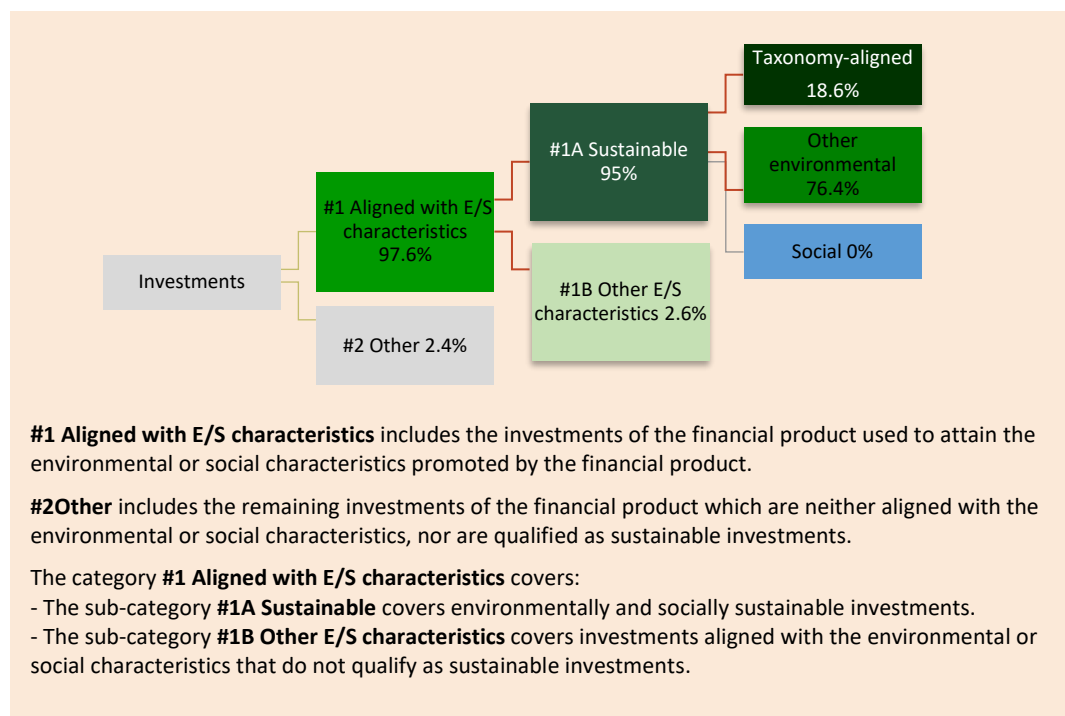 Taxonomy-aligned
18.6%
#1A Sustainable
95%
Other
environmental
76.4%
#1 Aligned with E/S
characteristics
97.6%
Social 0%
Investments
#1B Other E/S
characteristics 2.6%
#2 Other 2.4%
#1 Aligned with E/S characteristics includes the investments of the financial product used to attain the
environmental or social characteristics promoted by the financial product.
#2Other includes the remaining investments of the financial product which are neither aligned with the
environmental or social characteristics, nor are qualified as sustainable investments.
The category #1 Aligned with E/S characteristics covers:
- The sub-category #1A Sustainable covers environmentally and socially sustainable investments.
- The sub-category #1B Other E/S characteristics covers investments aligned with the environmental or
social characteristics that do not qualify as sustainable investments.